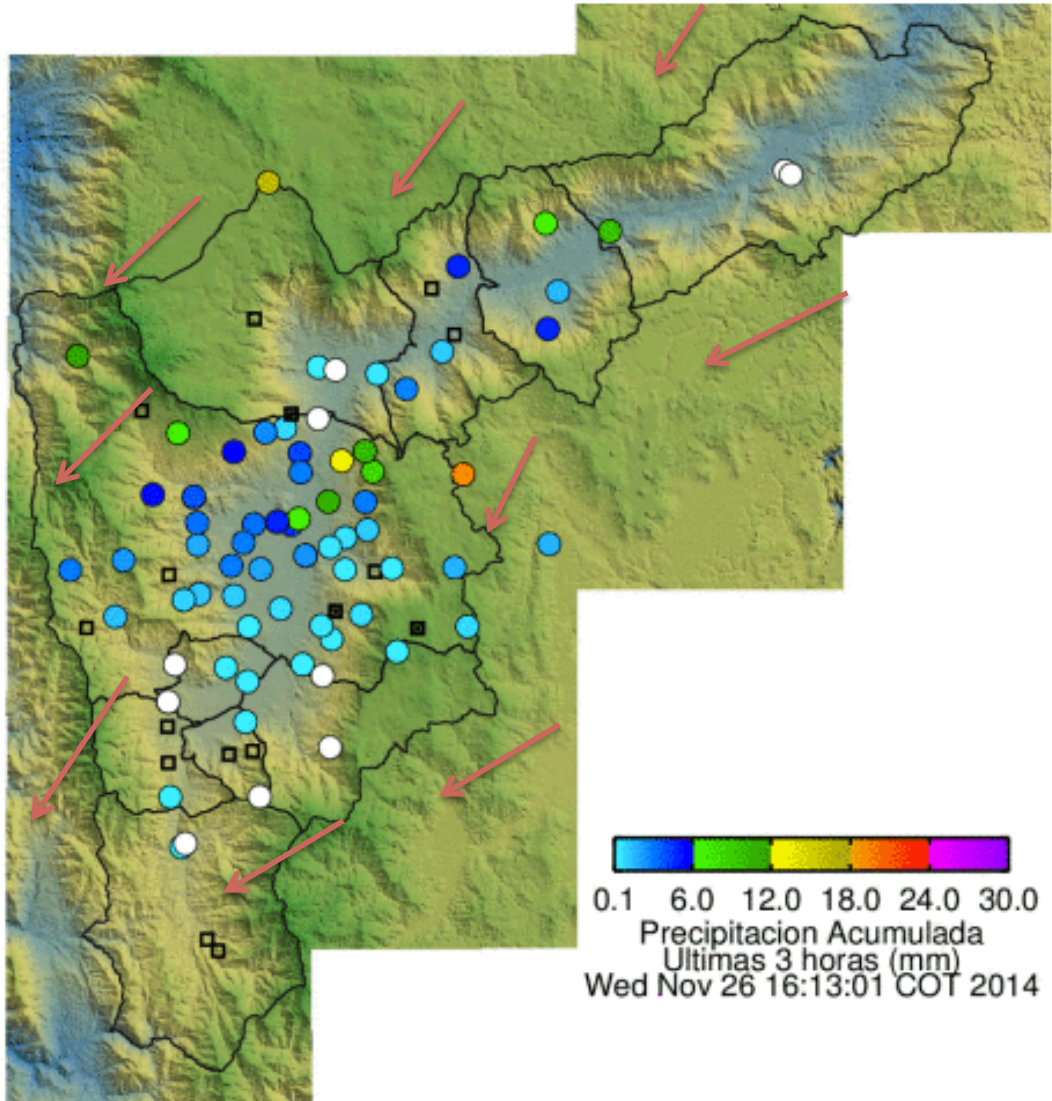 0.1 6.0 12.0 18.0 24.0 30.0
Precipitacion Acumulada
Ultimas 3 horas (mm)
Wed Nov 26 16:13:01 COT 2014